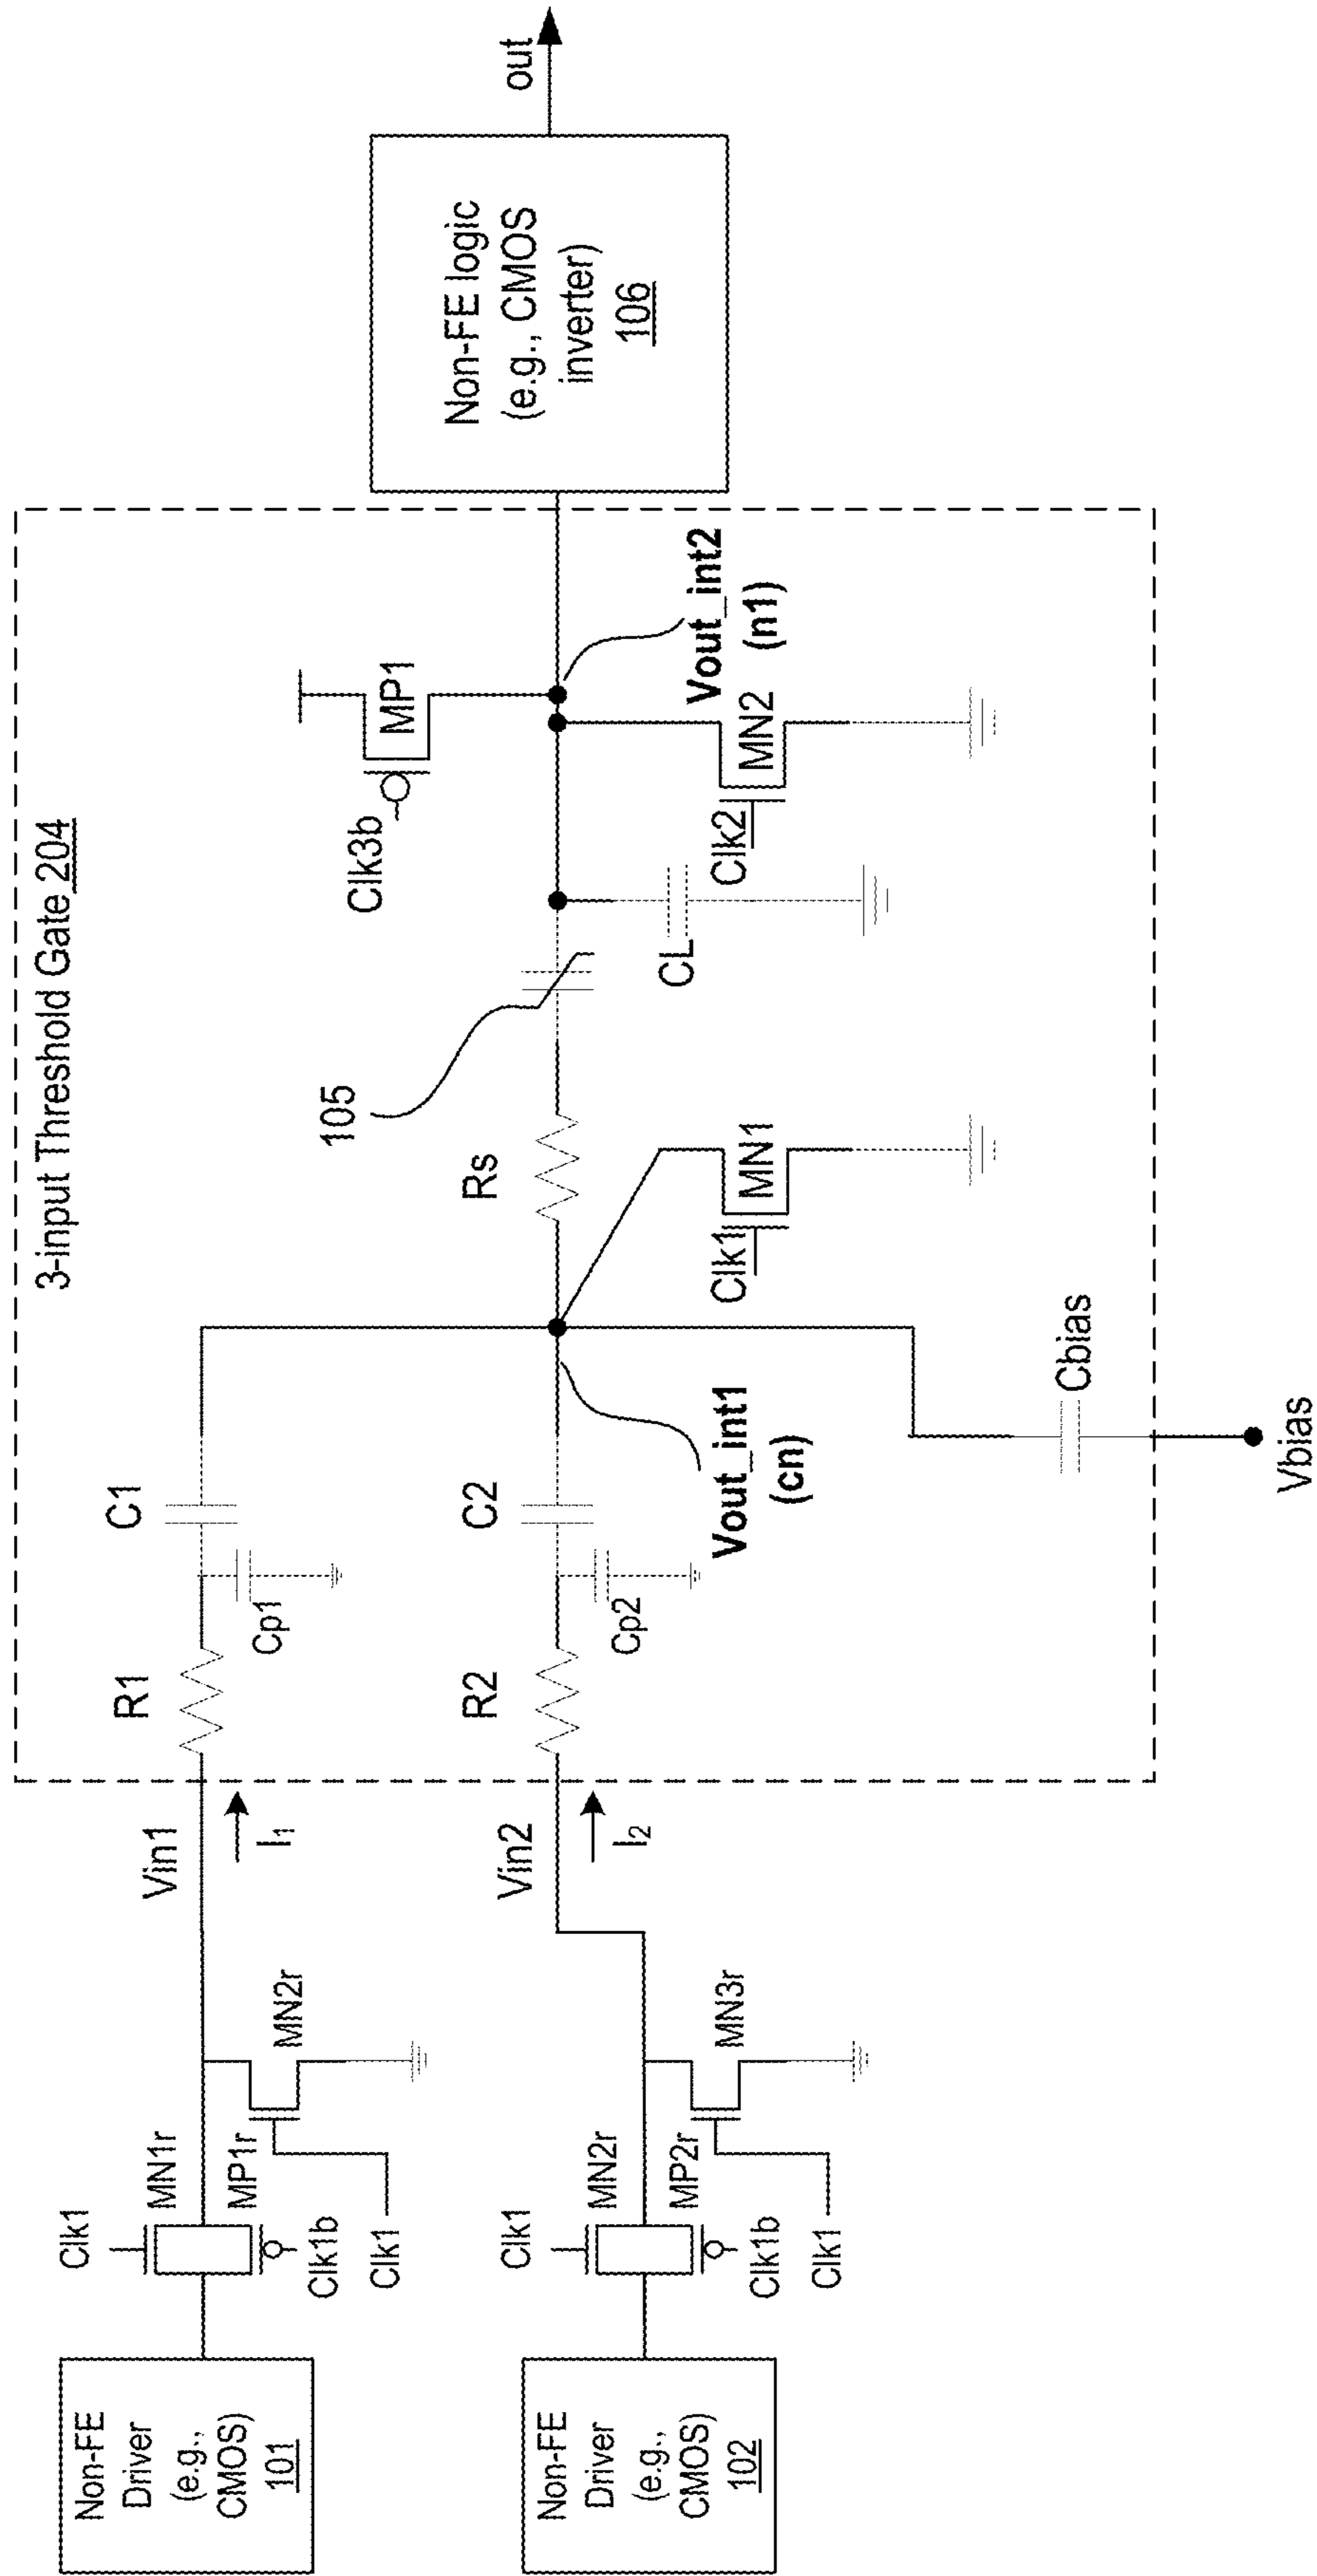 3-input Threshold Gate 204
Non-FE
Driver
(e.g.,
CMOS)
101
Clk1
MN1r
MP1r
Clk1b
Clk1
MN2r
Vin1
I1
R1
Cp1
C1
Non-FE
Driver
(e.g.,
CMOS)
102
Clk1
MN2r
MP2r
Clk1b
Clk1
MN3r
Vin2
I2
R2
Cp2
C2
Vout_int1
(cn)
Cbias
Vbias
Rs
Clk1
MN1
105
CL
Clk3b
MP1
Clk2
MN2
Vout_int2
(n1)
Non-FE logic
(e.g., CMOS
inverter)
106
out